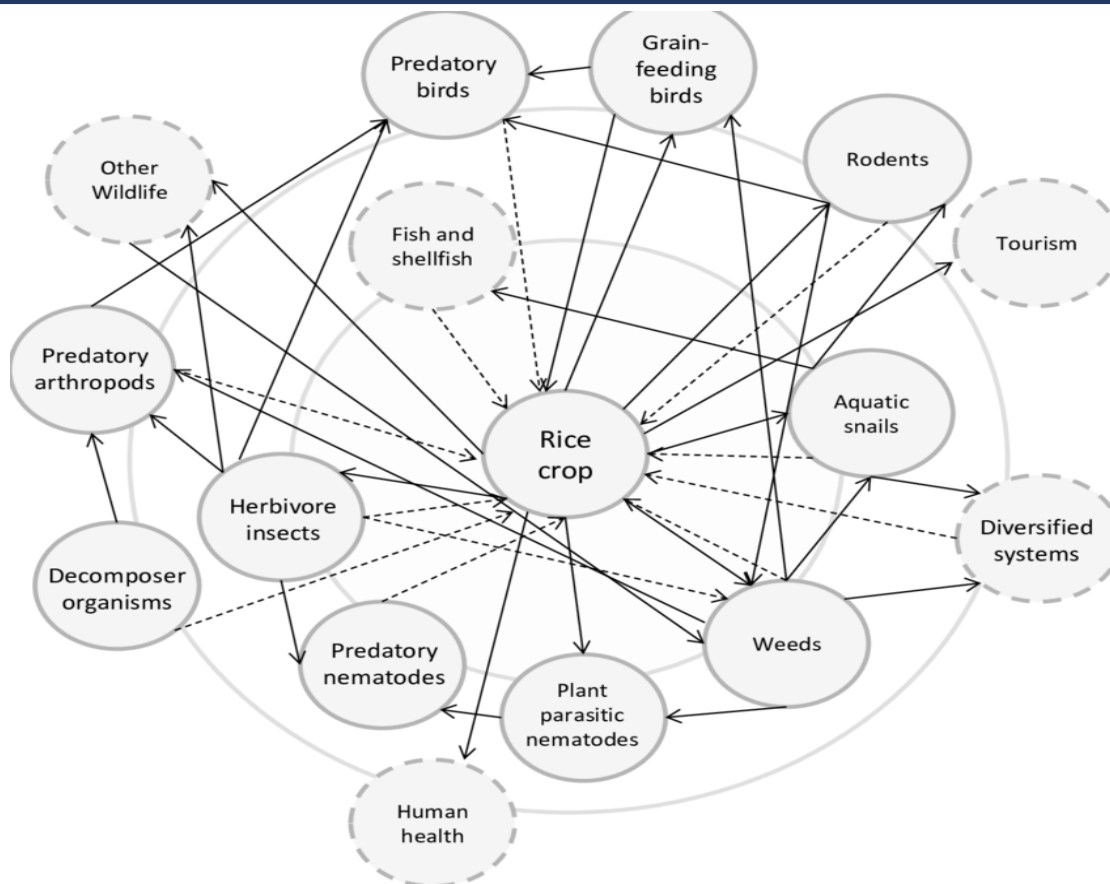 Predatory
birds
Grain-
feeding
birds
Rodents
Other
Wildlife
Fish and
shellfish
Tourism
Predatory
arthropods
Rice
crop
Aquatic
snails
Herbivore
insects
Diversified
systems
Decomposer
organisms
Predatory
nematodes
Weeds
Plant
parasitic
nematodes
Human
health